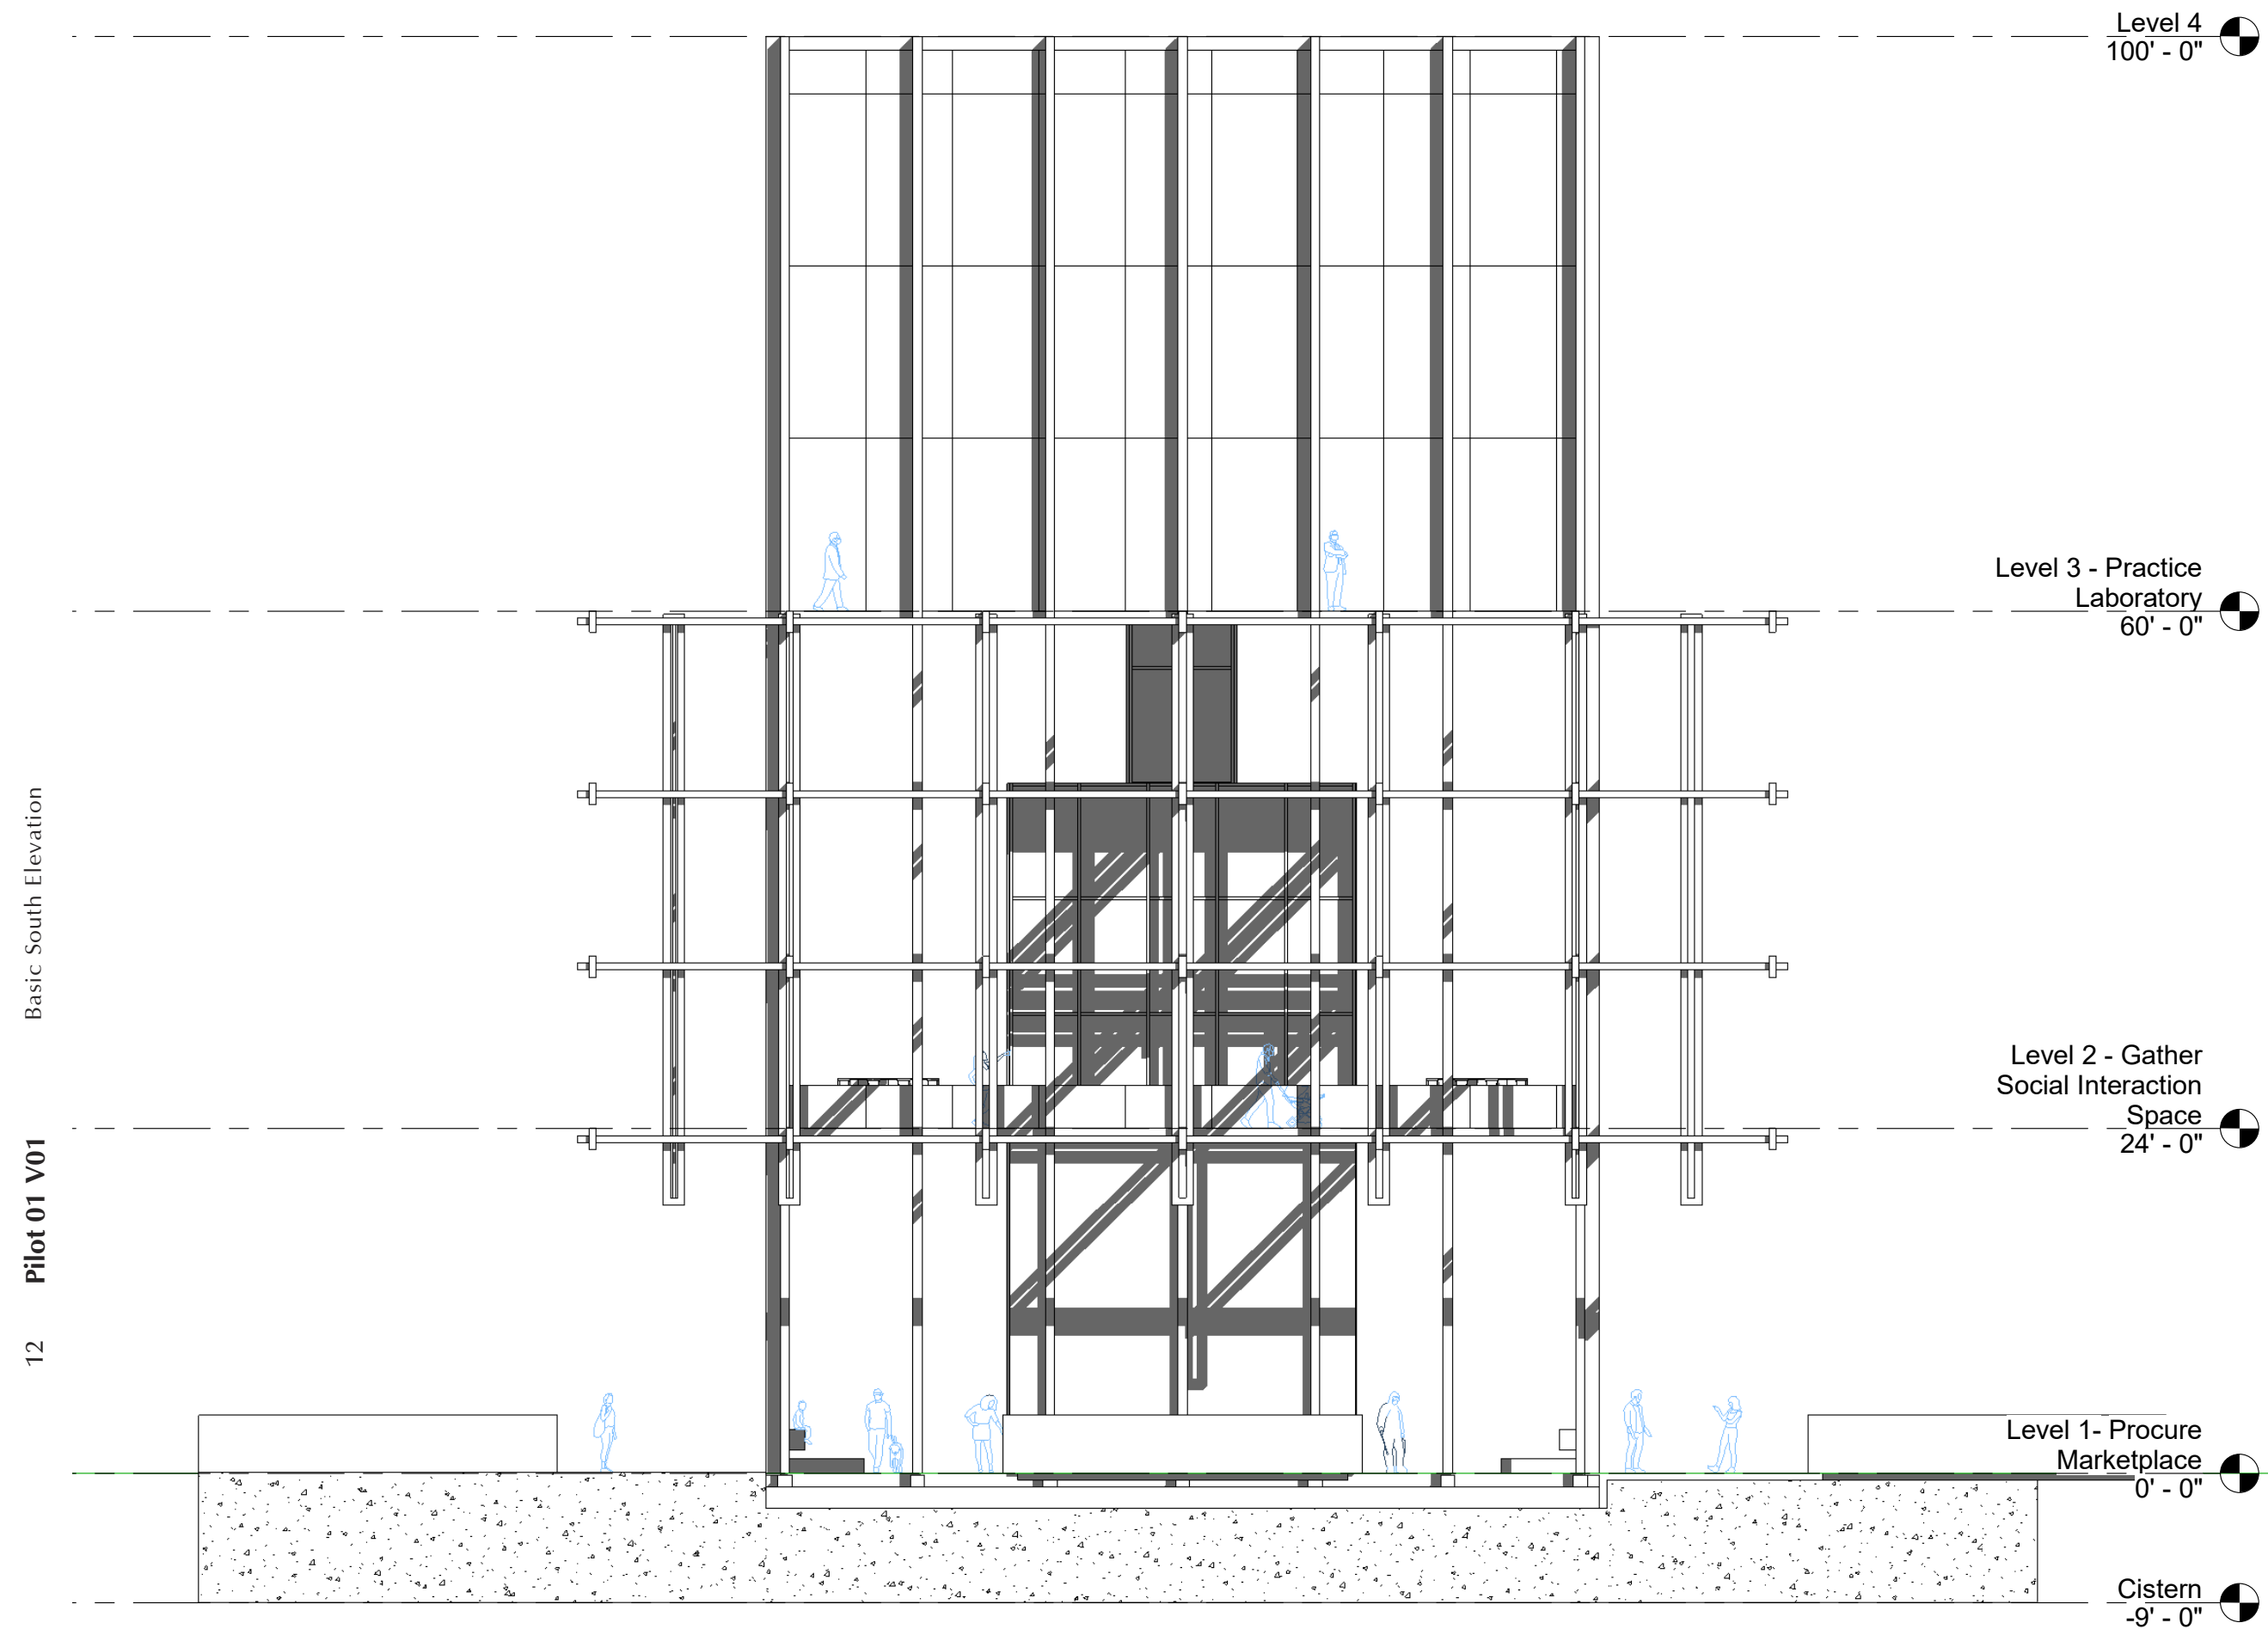 Level 4
100' - 0"
Level 3 - Practice
Laboratory
60' - 0"
Level 2 - Gather
Social Interaction
Space
24' - 0"
Level 1- Procure
Marketplace
0' - 0"
Cistern
-9' - 0"
12 Pilot 01 V01 Basic South Elevation